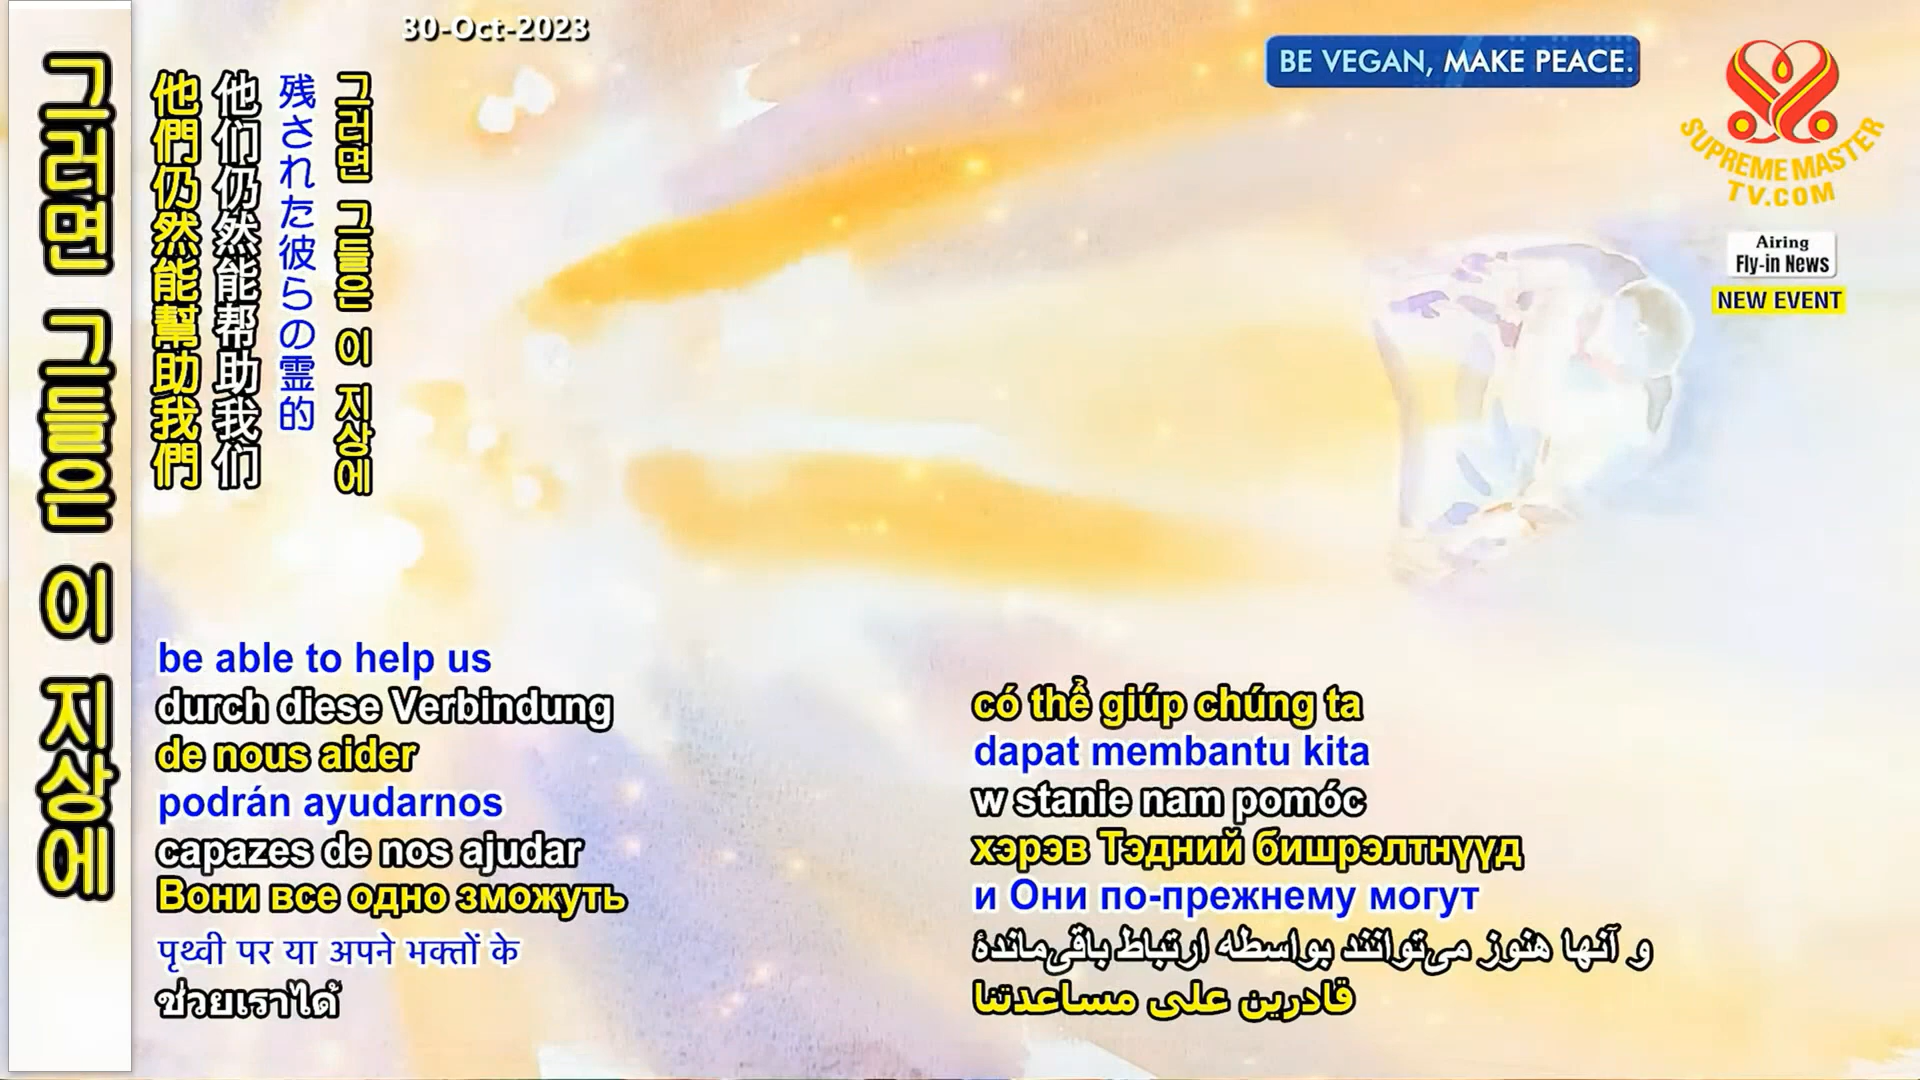 30-Oct-2023
BE VEGAN, MAKE PEACE.
SUPREME MASTER
TV.COM
Airing
Fly-in News
NEW EVENT
그러면 그들은 이 지상에
他們仍然能幫助我們
他们仍然能帮助我们
残された彼らの霊的
그러면 그들은 이 지상에
be able to help us
durch diese Verbindung
de nous aider
podrán ayudarnos
capazes de nos ajudar
Вони все одно зможуть
पृथ्वी पर या अपने भक्तों के
ช่วยเราได้
có thể giúp chúng ta
dapat membantu kita
w stanie nam pomóc
хэрэв Тэдний бишрэлтнүүд
и Они по-прежнему могут
و آنها هنوز می‌توانند بواسطه ارتباط باقی‌ماندهٔ
قادرين على مساعدتنا